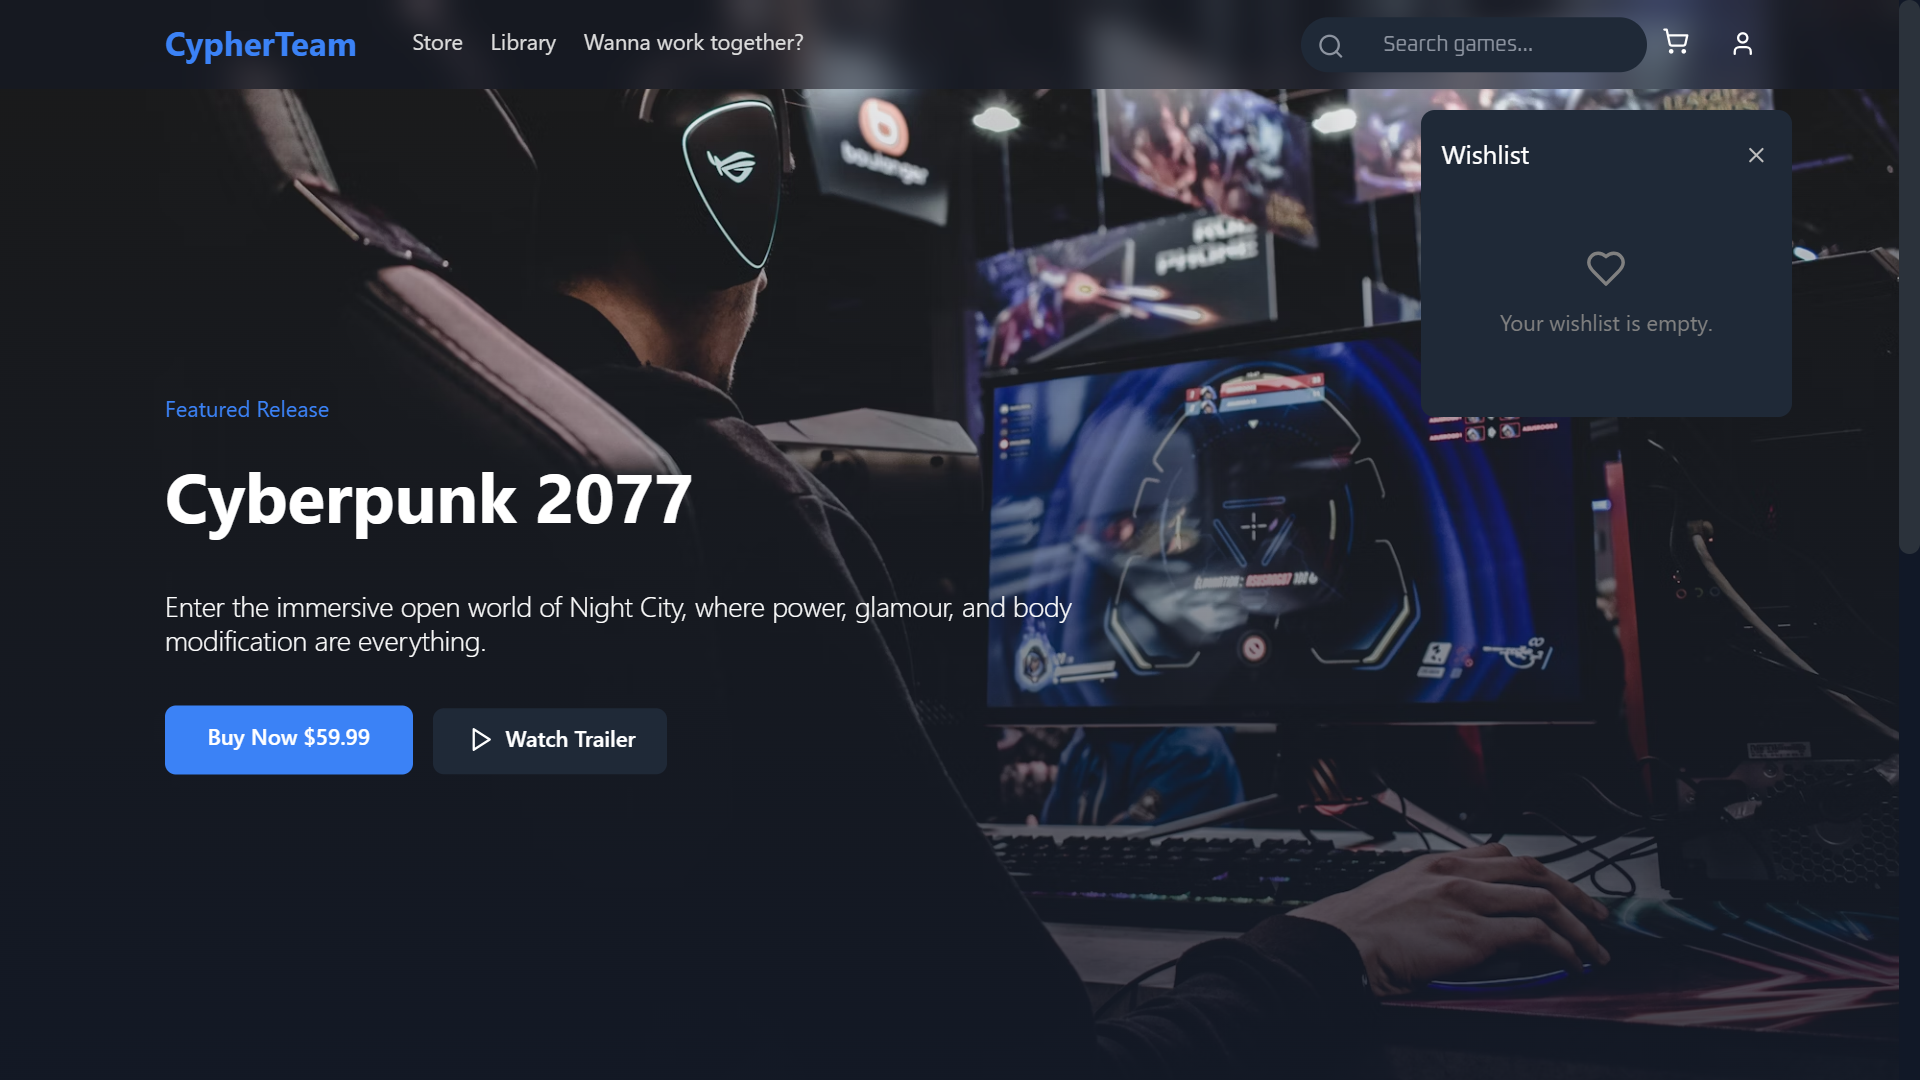 CypherTeam
Store
Library
Wanna work together?
Search games...
Wishlist
Your wishlist is empty.
boulanger
PHONE
Featured Release
Cyberpunk 2077
Enter the immersive open world of Night City, where power, glamour, and body
modification are everything.
Buy Now $59.99
Watch Trailer